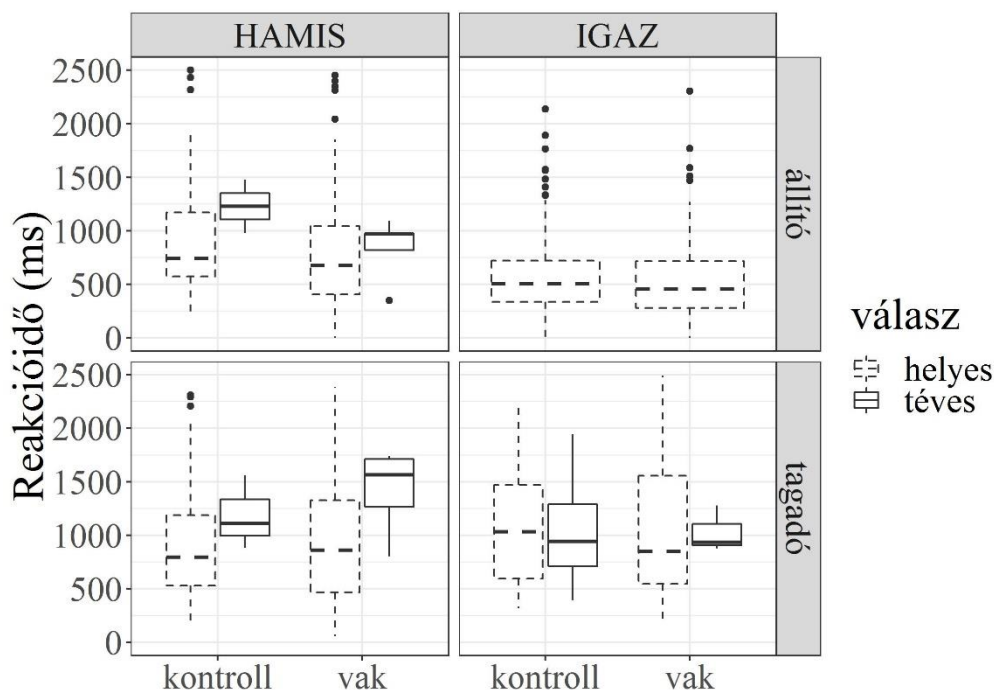 HAMIS
IGAZ
2500
2000
1500
1000
500
0
állító
2500
2000
1500
1000
500
0
tagadó
Reakcióidő (ms)
kontroll
vak
kontroll
vak
válasz
helyes
téves